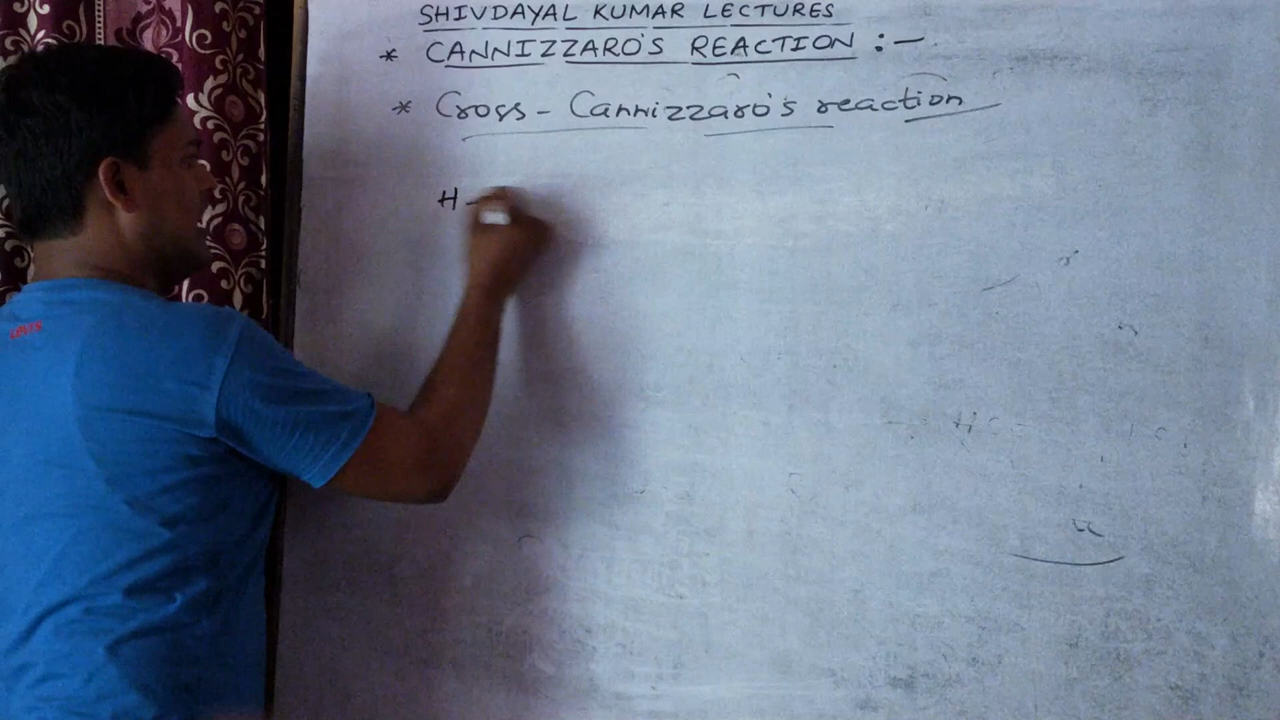 SHIVDAYAL KUMAR LECTURES
* CANNIZZARO'S REACTION :-
* Cross - Cannizzaro's reaction
H -